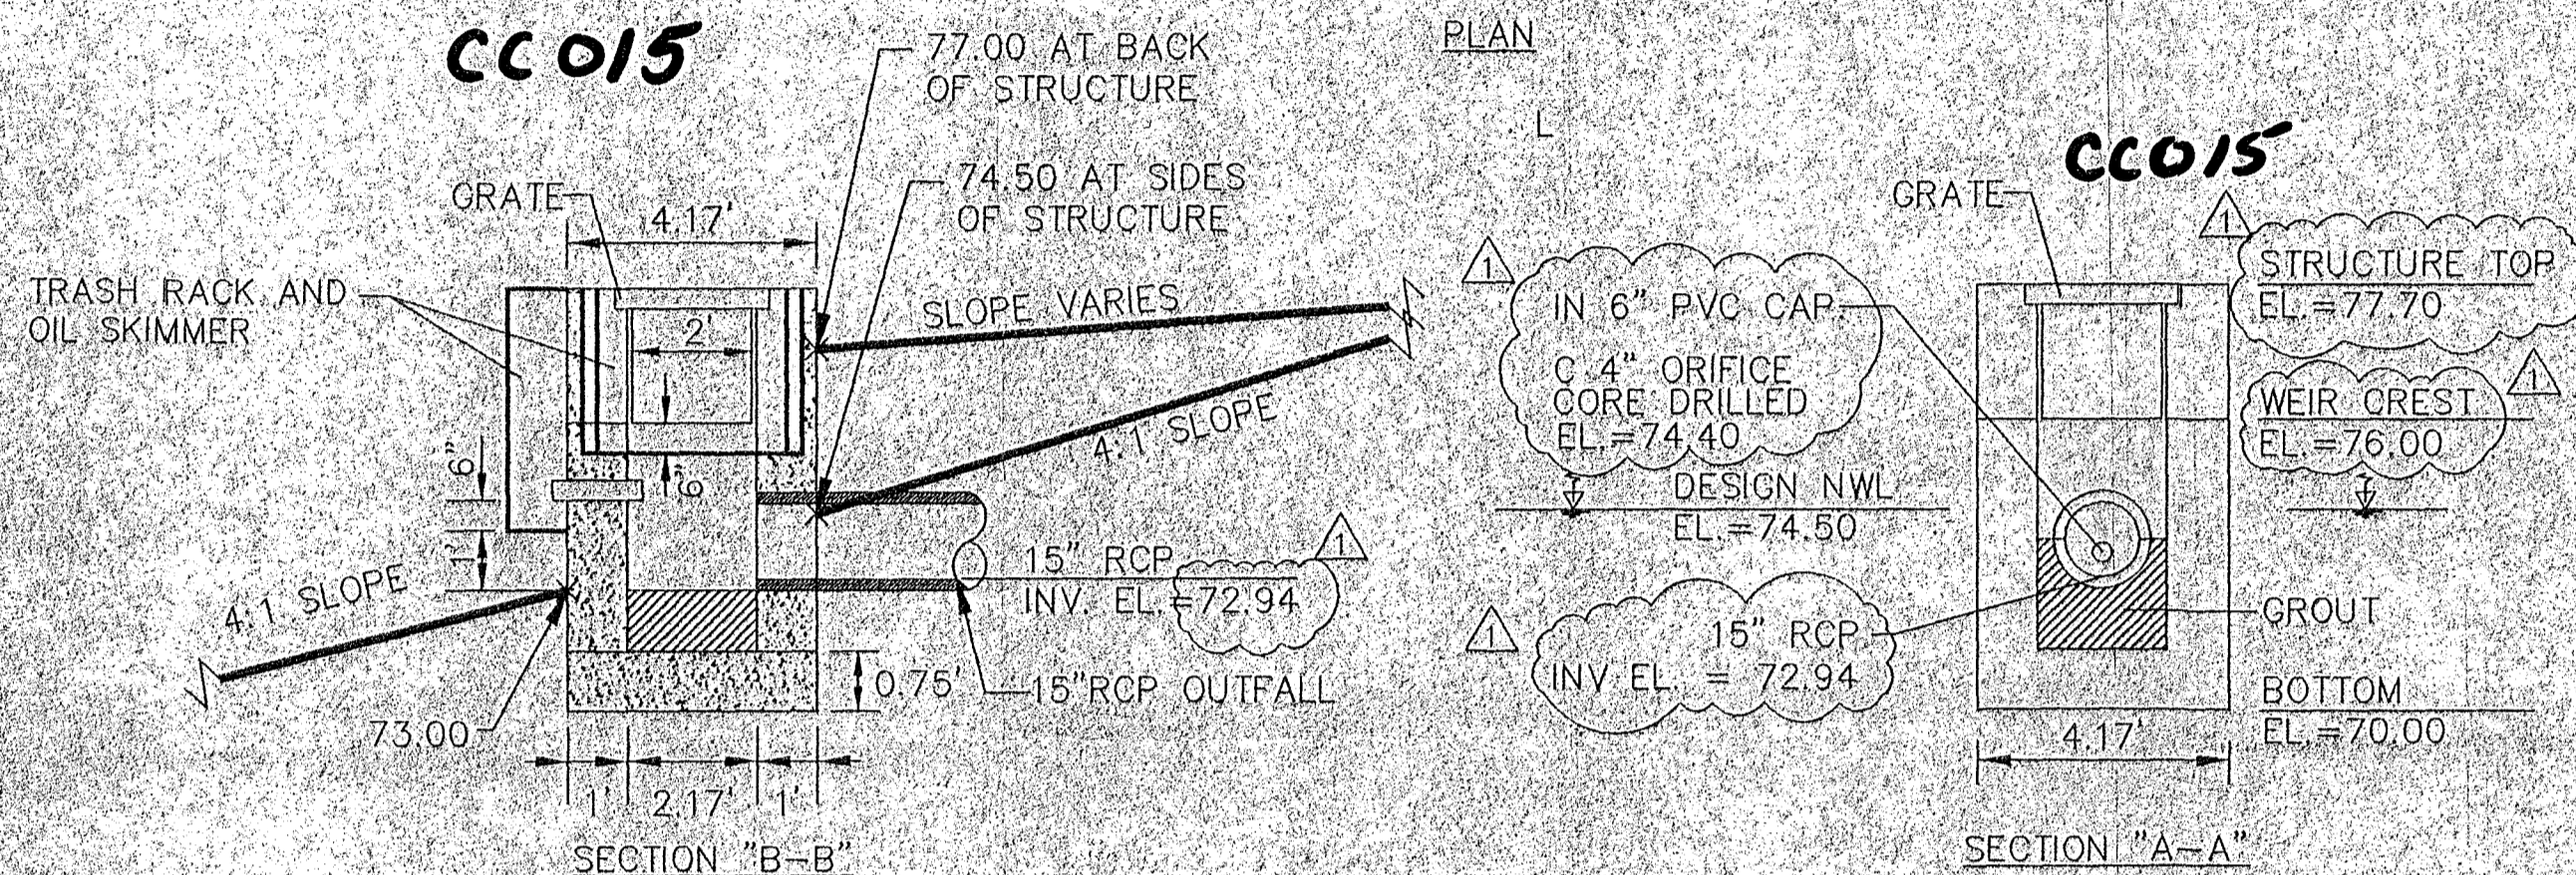 CC015
77.00 AT BACK
OF STRUCTURE
74.50 AT SIDES
OF STRUCTURE
GRATE
4.17'
TRASH RACK AND
OIL SKIMMER
2'
SLOPE VARIES
4:1 SLOPE
6"
6"
1'
4:1 SLOPE
15" RCP
INV. EL.=72.94
0.75'
15"RCP OUTFALL
73.00
1'
2.17'
1'
SECTION "B-B"
PLAN
L
CC015
GRATE
1
STRUCTURE TOP
EL.=77.70
1
IN 6" PVC CAP.
C 4" ORIFICE
CORE DRILLED
EL.=74.40
1
WEIR CREST
EL.=76.00
DESIGN NWL
EL.=74.50
1
1
15" RCP
INV EL. = 72.94
GROUT
BOTTOM
EL.=70.00
4.17'
SECTION "A-A"